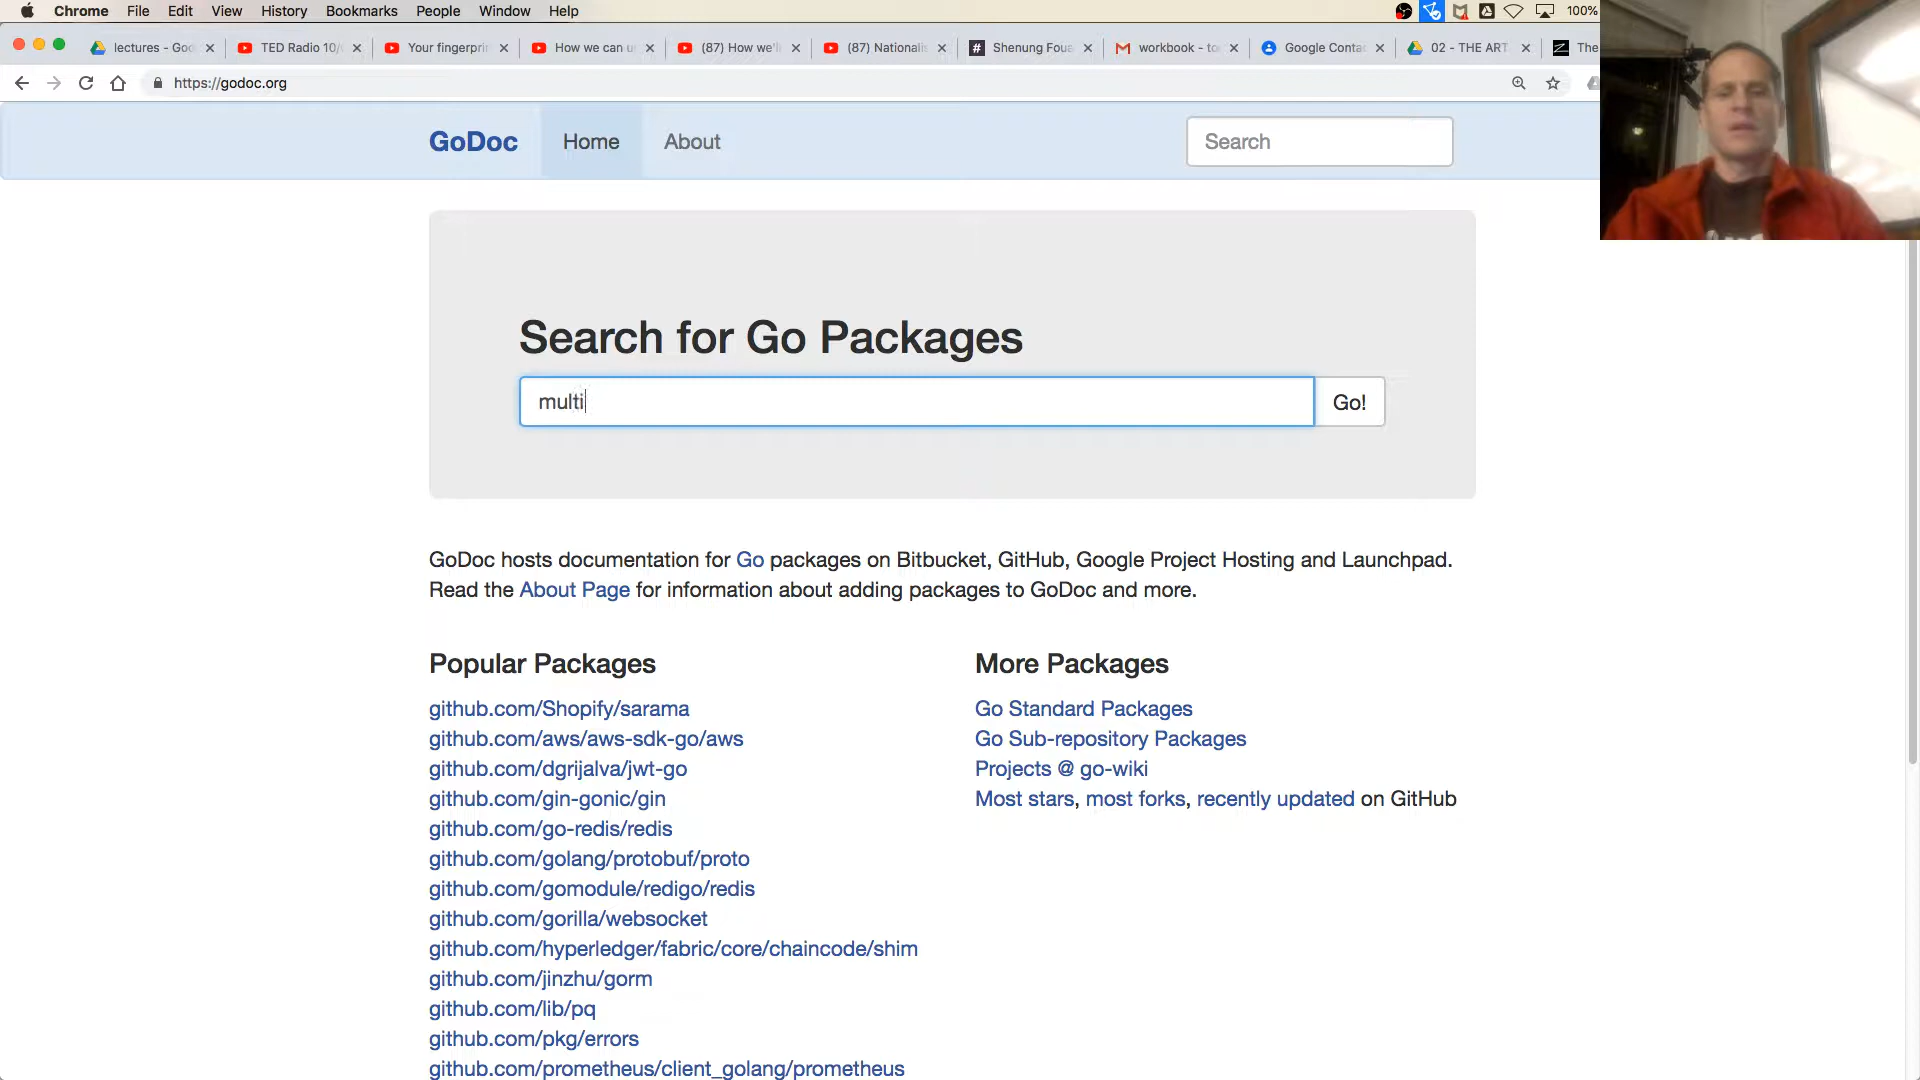 Chrome File Edit View History Bookmarks People Window Help 100%
lectures - Goo TED Radio 10/ Your fingerprin How we can u (87) How we'll (87) Nationalis Shenung Foua workbook - to Google Conta 02 - THE ART The
https://godoc.org
GoDoc Home About Search
Search for Go Packages
multi Go!
GoDoc hosts documentation for Go packages on Bitbucket, GitHub, Google Project Hosting and Launchpad.
Read the About Page for information about adding packages to GoDoc and more.
Popular Packages
github.com/Shopify/sarama
github.com/aws/aws-sdk-go/aws
github.com/dgrijalva/jwt-go
github.com/gin-gonic/gin
github.com/go-redis/redis
github.com/golang/protobuf/proto
github.com/gomodule/redigo/redis
github.com/gorilla/websocket
github.com/hyperledger/fabric/core/chaincode/shim
github.com/jinzhu/gorm
github.com/lib/pq
github.com/pkg/errors
github.com/prometheus/client_golang/prometheus
More Packages
Go Standard Packages
Go Sub-repository Packages
Projects @ go-wiki
Most stars, most forks, recently updated on GitHub